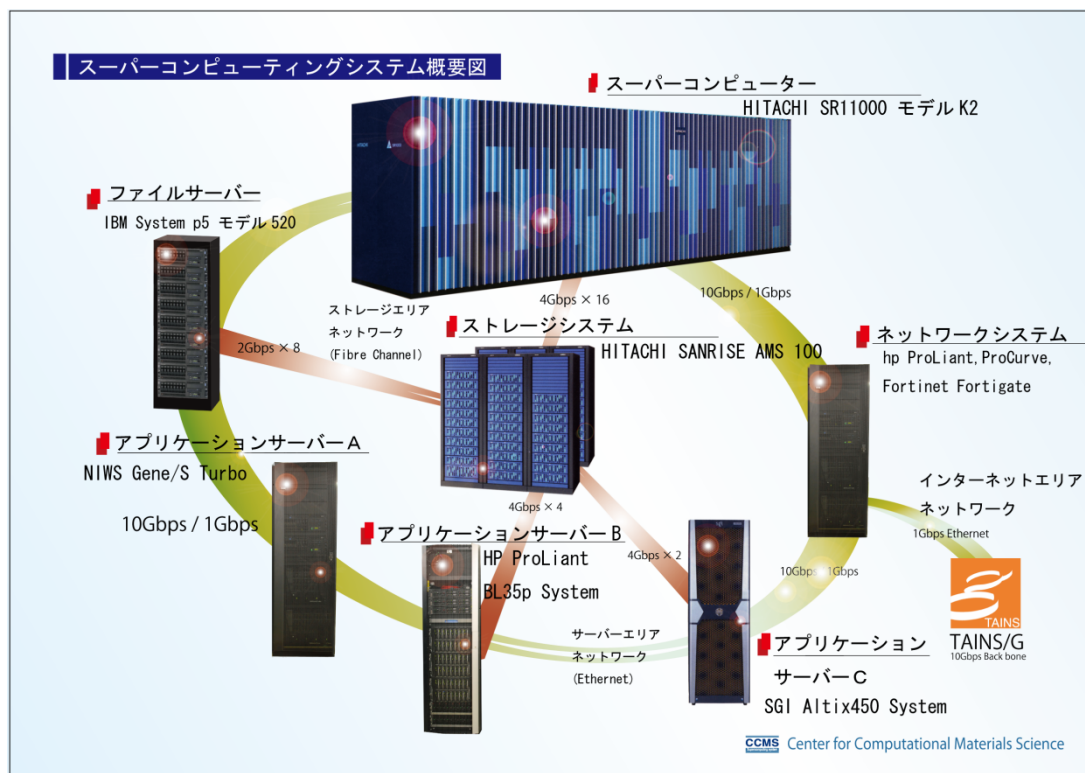 スーパーコンピューティングシステム概要図
スーパーコンピューター
HITACHI SR11000 モデルK2
ファイルサーバー
IBM System p5 モデル520
ストレージエリア
ネットワーク
(Fibre Channel)
4Gbps × 16
10Gbps / 1Gbps
2Gbps × 8
ストレージシステム
HITACHI SANRISE AMS 100
ネットワークシステム
hp ProLiant, ProCurve,
Fortinet Fortigate
アプリケーションサーバーA
NIWS Gene/S Turbo
10Gbps / 1Gbps
4Gbps × 4
アプリケーションサーバーB
HP ProLiant
BL35p System
4Gbps × 2
インターネットエリア
ネットワーク
1Gbps Ethernet
10Gbps / 1Gbps
サーバーエリア
ネットワーク
(Ethernet)
アプリケーション
サーバーC
SGI Altix450 System
TAINS
TAINS/G
10Gbps Back bone
CCMS Center for Computational Materials Science